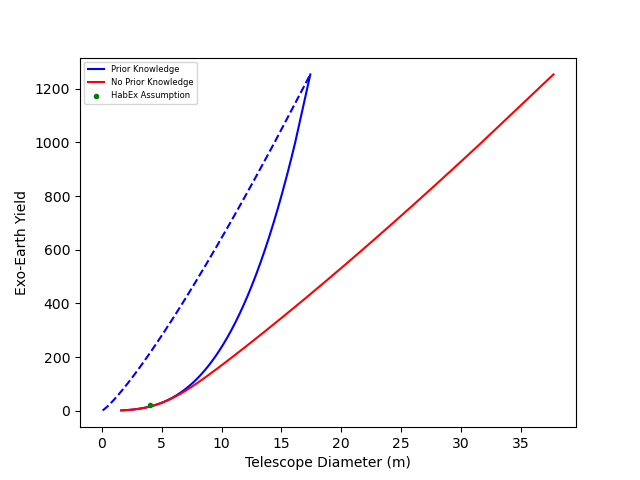 Prior Knowledge
No Prior Knowledge
HabEx Assumption
1200
1000
800
600
400
200
0
Exo-Earth Yield
0 5 10 15 20 25 30 35
Telescope Diameter (m)